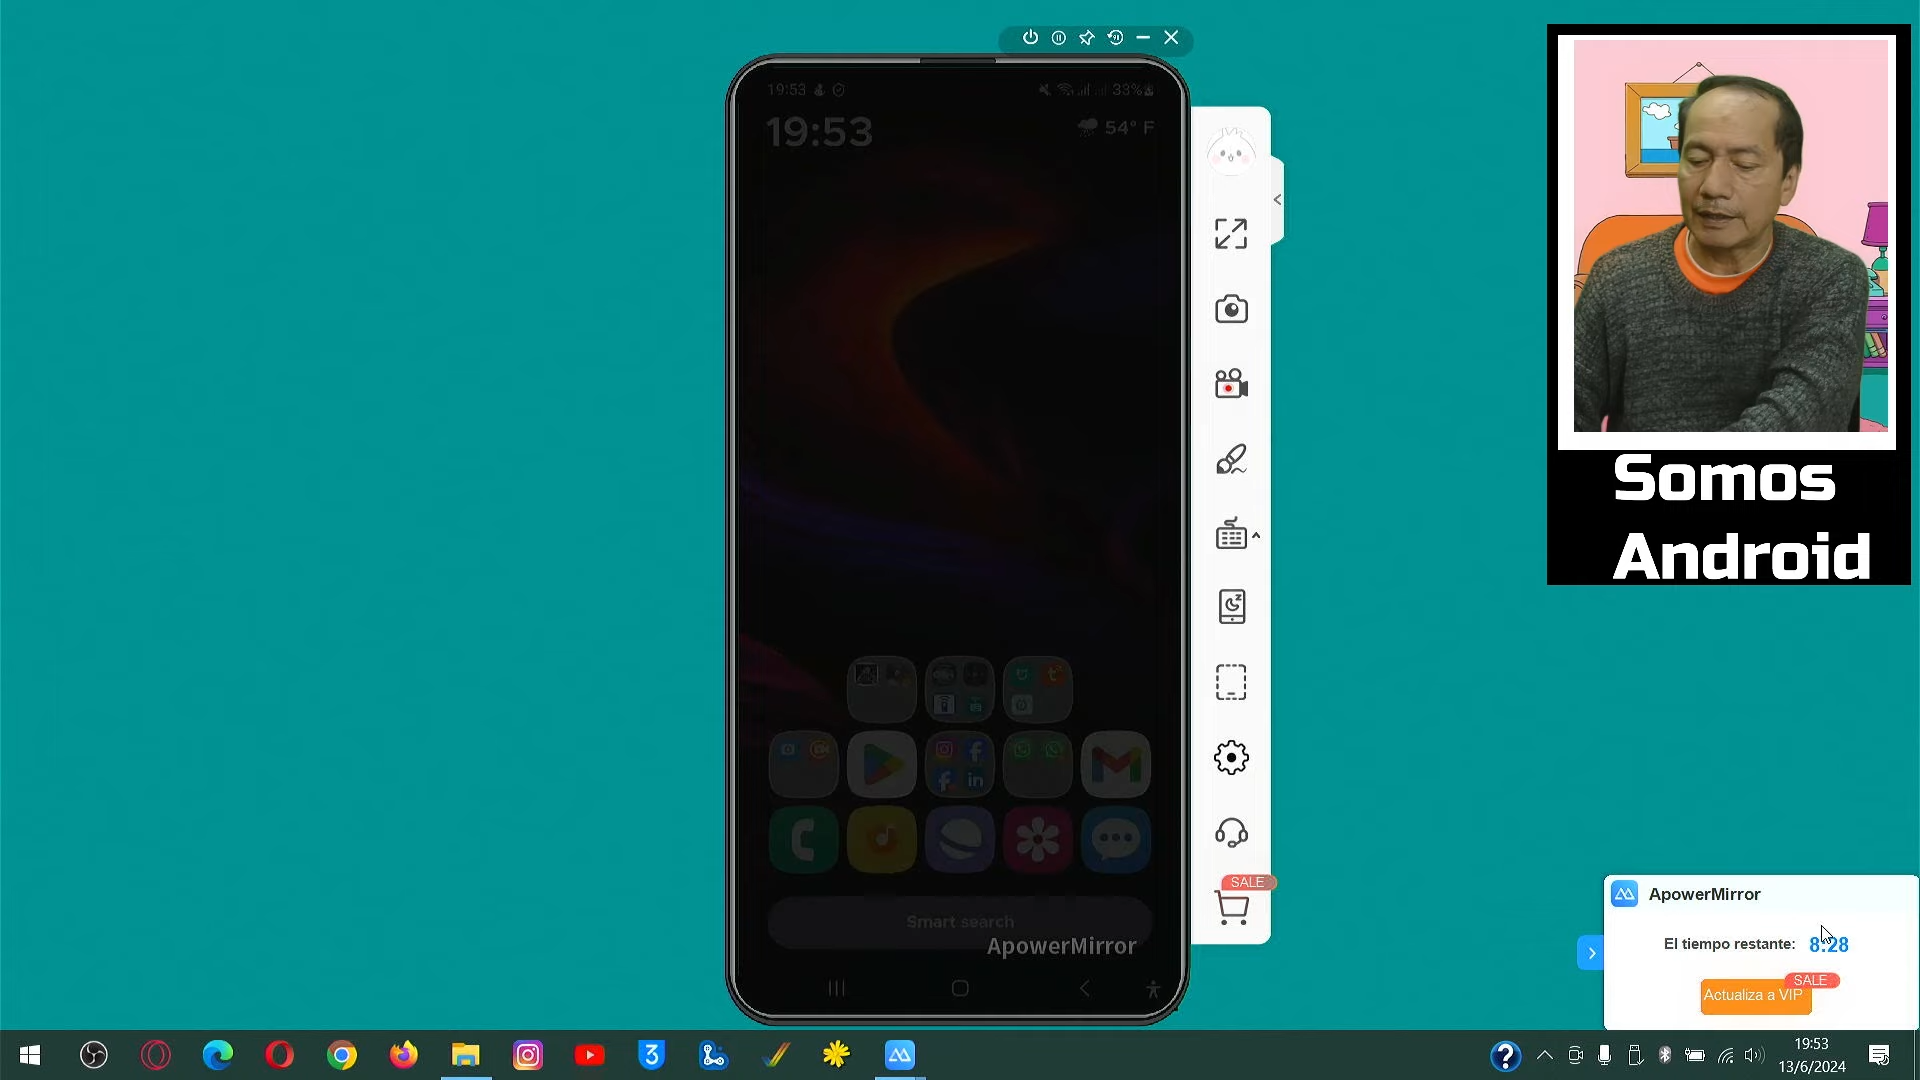 19:53
33%
19:53
54° F
Smart search
ApowerMirror
SALE
Somos
Android
ApowerMirror
El tiempo restante: 8:28
SALE
Actualiza a VIP
19:53
13/6/2024